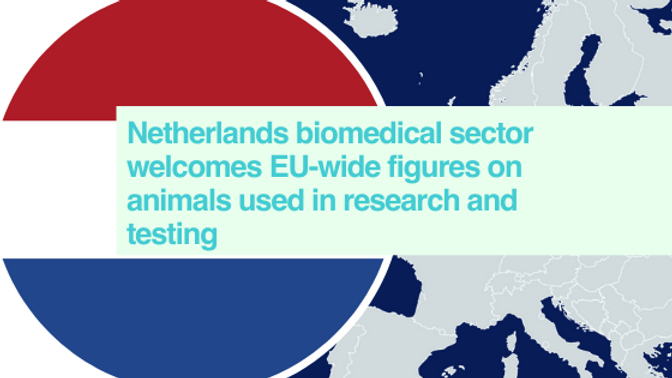 Netherlands biomedical sector
welcomes EU-wide figures on
animals used in research and
testing